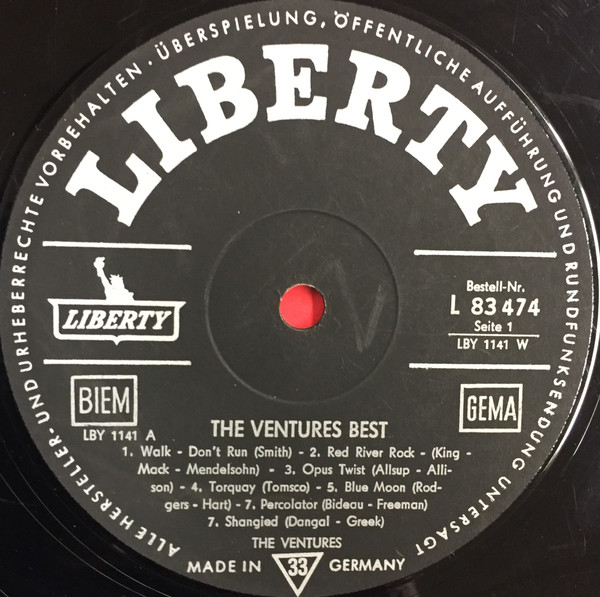 ALLE HERSTELLER- UND URHEBERRECHTE VORBEHALTEN · ÜBERSPIELUNG, ÖFFENTLICHE AUFFÜHRUNG UND RUNDFUNKSENDUNG UNTERSAGT
LIBERTY
LIBERTY
Bestell-Nr.
L 83 474
Seite 1
LBY 1141 W
BIEM
LBY 1141 A
GEMA
THE VENTURES BEST
1. Walk - Don't Run (Smith) - 2. Red River Rock - (King -
Mack - Mendelsohn) - 3. Opus Twist (Allsup - Alli-
son) - 4. Torquay (Tomsco) - 5. Blue Moon (Rod-
gers - Hart) - 7. Percolator (Bideau - Freeman)
7. Shangied (Dangal - Greek)
THE VENTURES
MADE IN 33 GERMANY